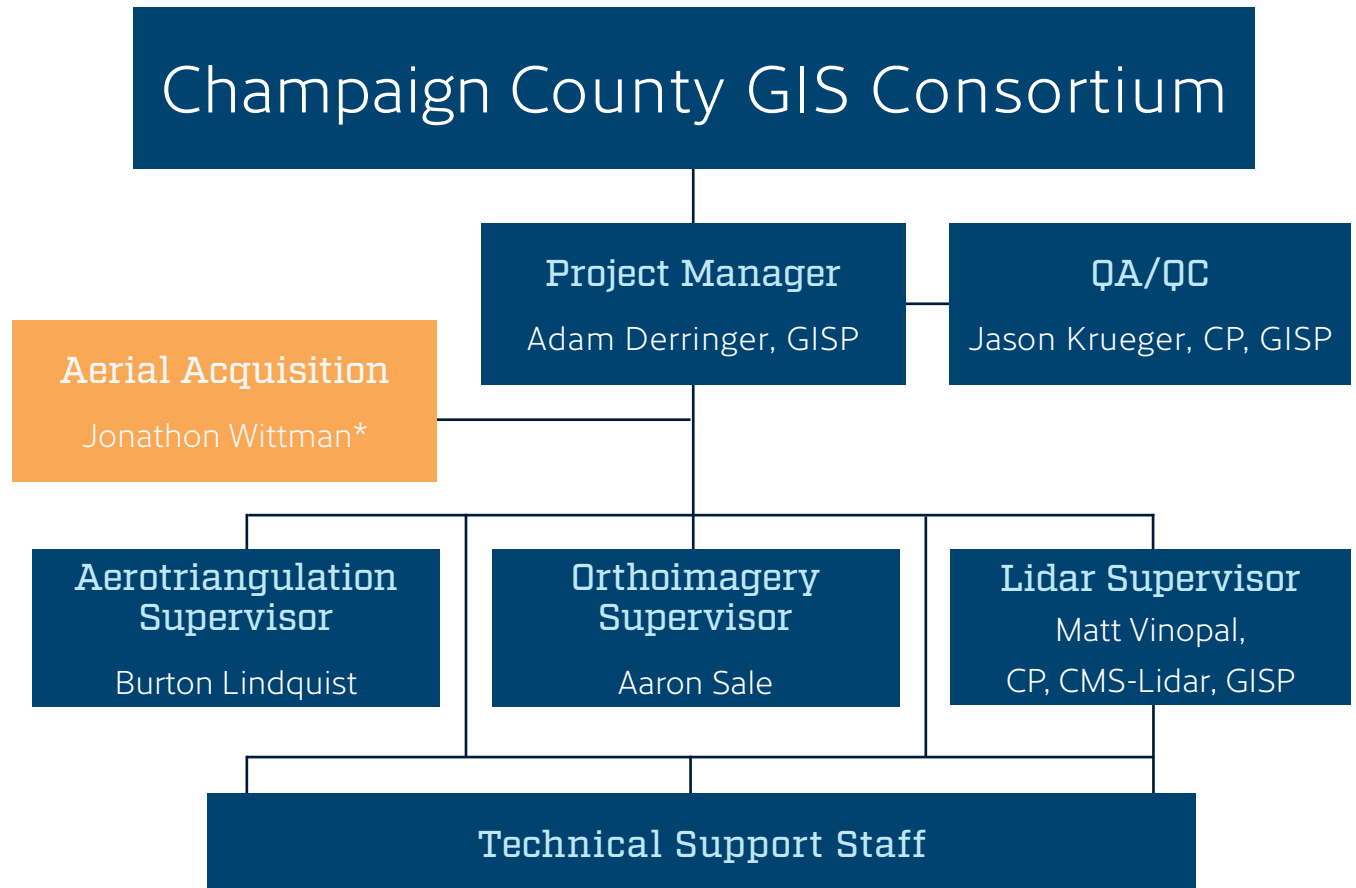 Champaign County GIS Consortium
Project Manager
Adam Derringer, GISP
QA/QC
Jason Krueger, CP, GISP
Aerial Acquisition
Jonathon Wittman*
Aerotriangulation
Supervisor
Burton Lindquist
Orthoimagery
Supervisor
Aaron Sale
Lidar Supervisor
Matt Vinopal,
CP, CMS-Lidar, GISP
Technical Support Staff